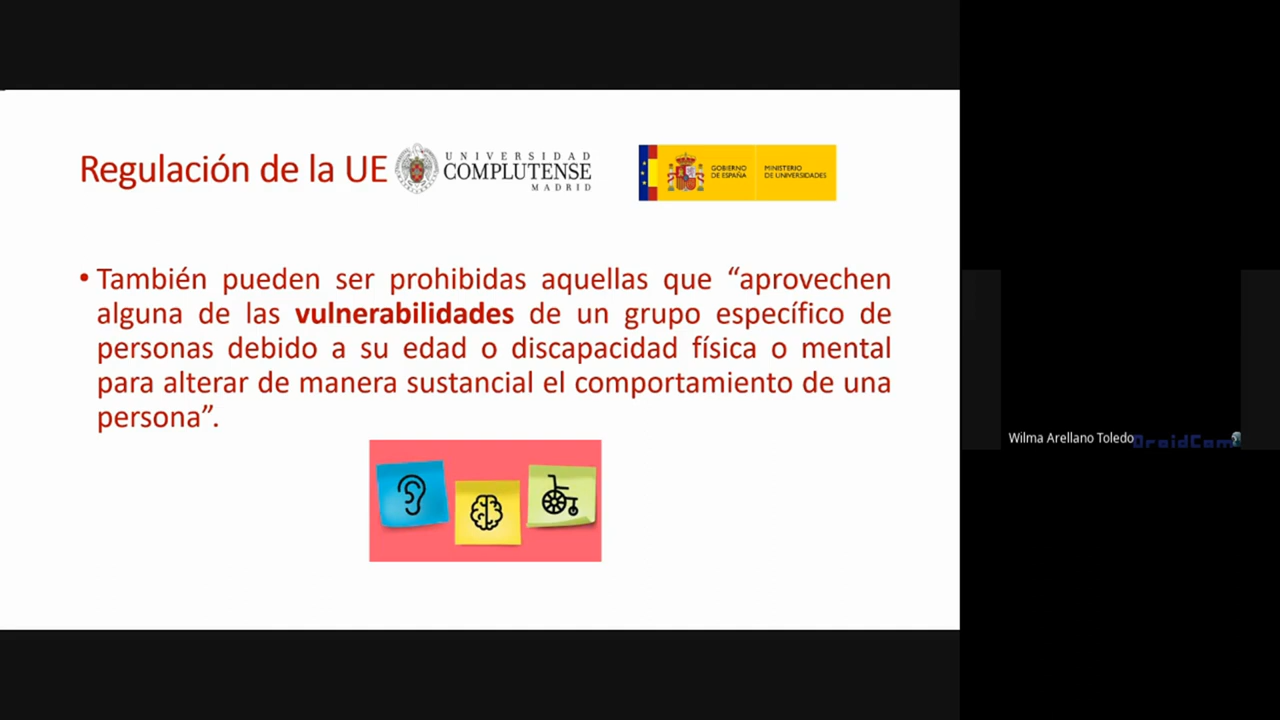 Regulación de la UE
UNIVERSIDAD
COMPLUTENSE
MADRID
GOBIERNO
DE ESPAÑA
MINISTERIO
DE UNIVERSIDADES
• También pueden ser prohibidas aquellas que “aprovechen
alguna de las vulnerabilidades de un grupo específico de
personas debido a su edad o discapacidad física o mental
para alterar de manera sustancial el comportamiento de una
persona”.
Wilma Arellano Toledo
DroidCam